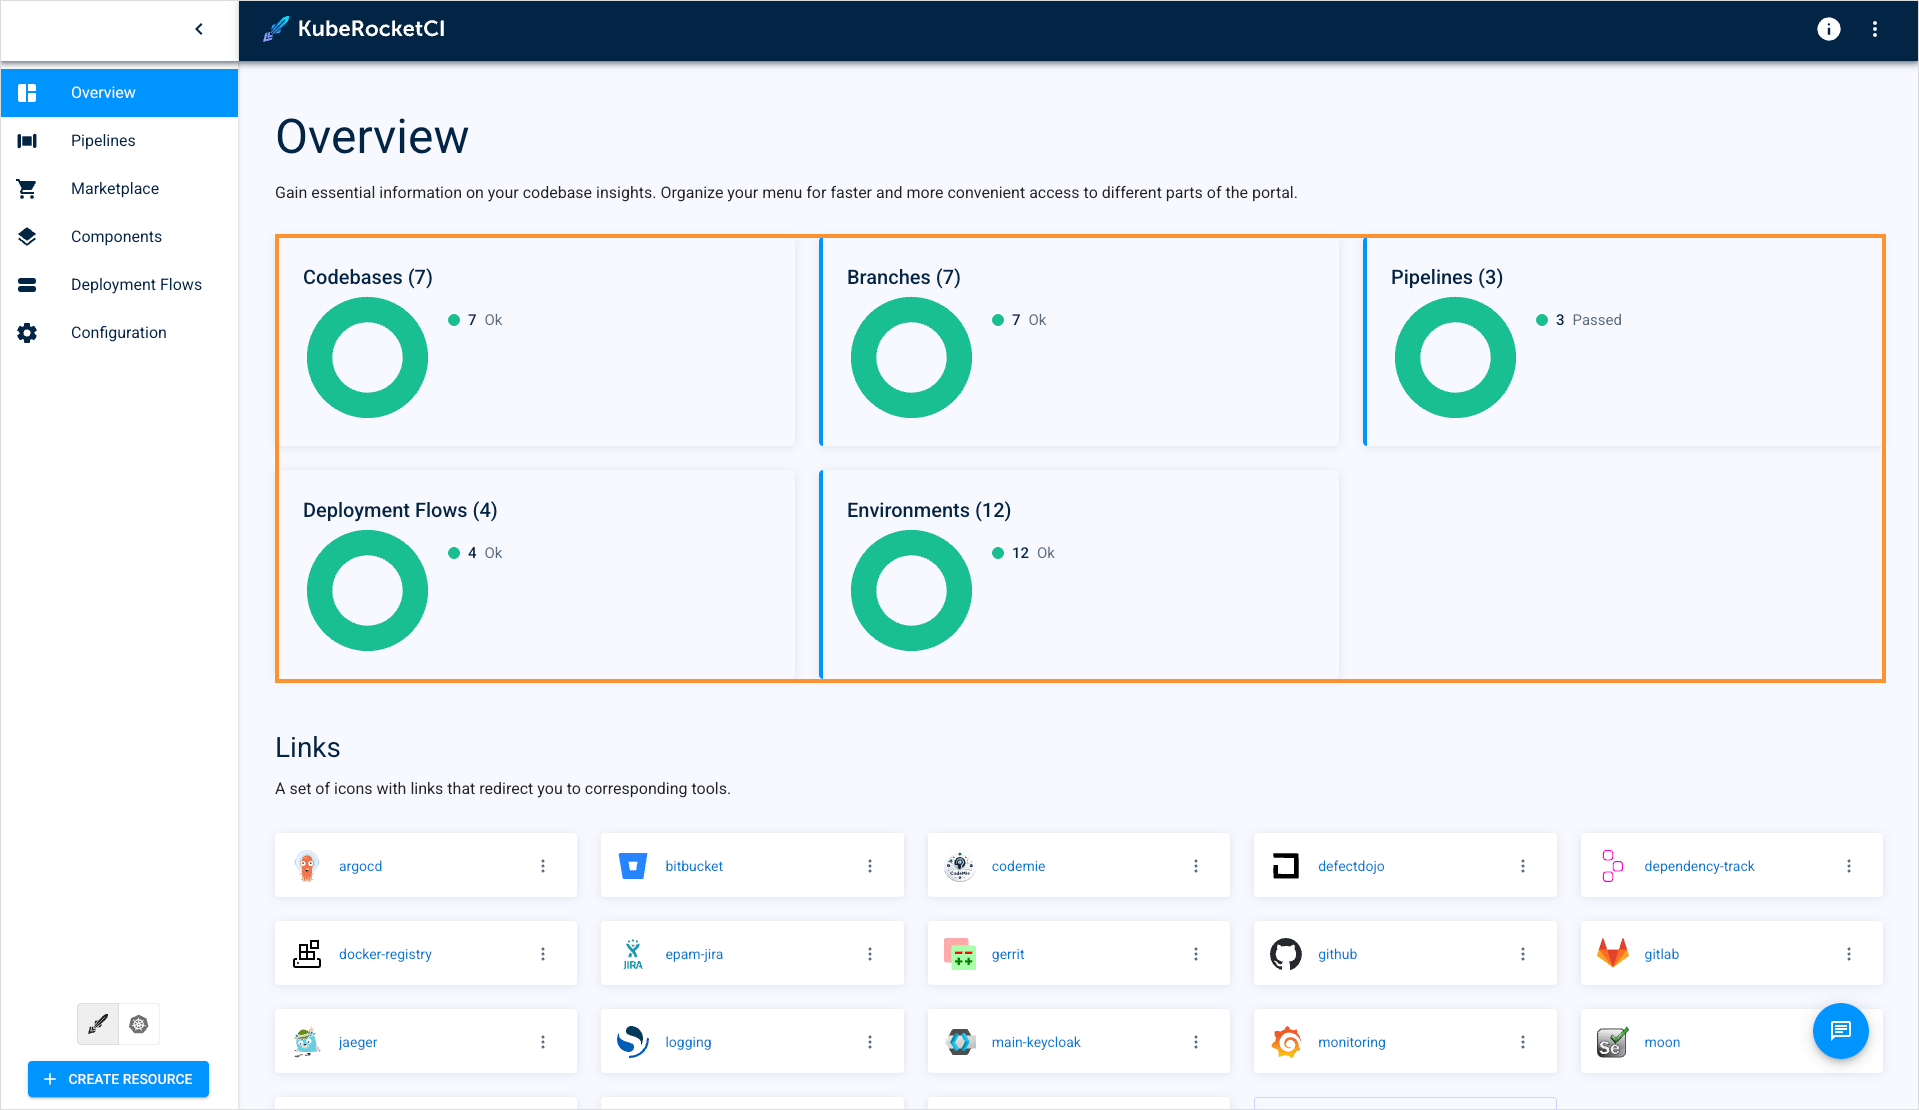 KubeRocketCI
Overview
Pipelines
Marketplace
Components
Deployment Flows
Configuration
CREATE RESOURCE
Overview
Gain essential information on your codebase insights. Organize your menu for faster and more convenient access to different parts of the portal.
Codebases (7)
7 Ok
Branches (7)
7 Ok
Pipelines (3)
3 Passed
Deployment Flows (4)
4 Ok
Environments (12)
12 Ok
Links
A set of icons with links that redirect you to corresponding tools.
argocd
bitbucket
CodeMie
codemie
defectdojo
dependency-track
docker-registry
JIRA
epam-jira
gerrit
github
gitlab
jaeger
logging
main-keycloak
monitoring
Se
moon